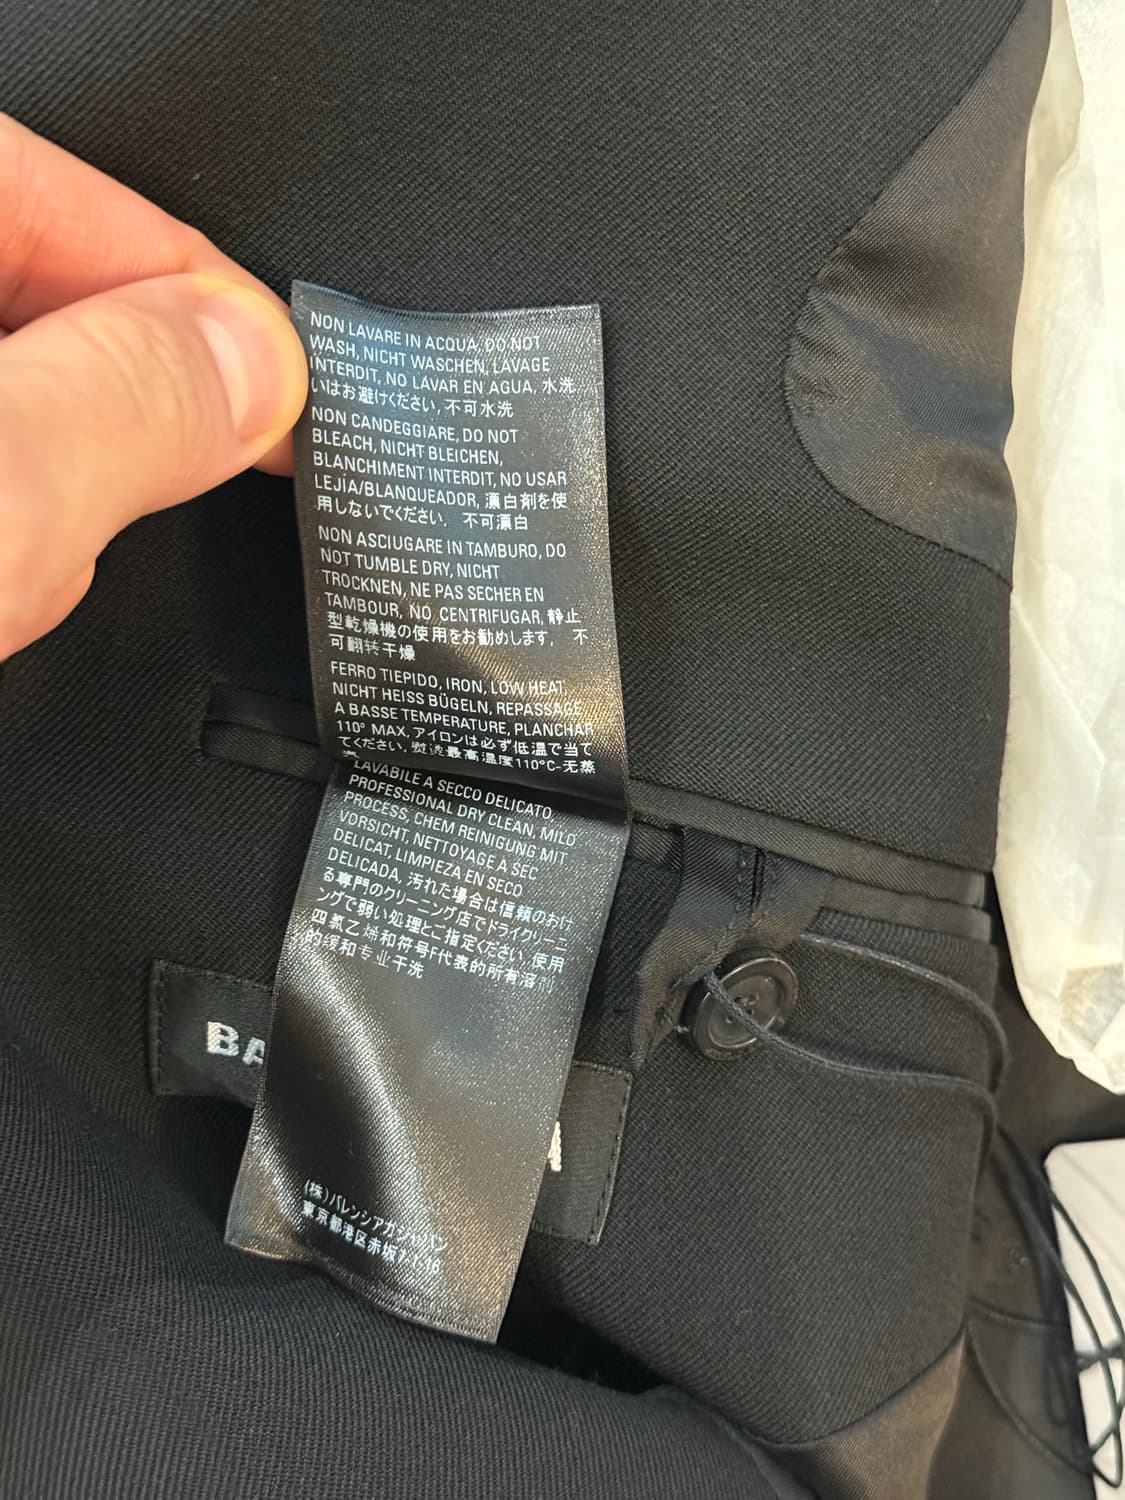 NON LAVARE IN ACQUA, DO NOT
WASH, NICHT WASCHEN, LAVAGE
INTERDIT, NO LAVAR EN AGUA, 水洗
いはお避けください, 不可水洗
NON CANDEGGIARE, DO NOT
BLEACH, NICHT BLEICHEN,
BLANCHIMENT INTERDIT, NO USAR
LEJÍA/BLANQUEADOR, 漂白剤を使
用しないでください, 不可漂白
NON ASCIUGARE IN TAMBURO, DO
NOT TUMBLE DRY, NICHT
TROCKNEN, NE PAS SECHER EN
TAMBOUR, NO CENTRIFUGAR, 静止
型乾燥機の使用をお勧めします, 不
可翻转干燥
FERRO TIEPIDO, IRON, LOW HEAT,
NICHT HEISS BÜGELN, REPASSAGE
A BASSE TEMPERATURE, PLANCHAR
110° MAX, アイロンは必ず低温で当て
てください, 熨烫最高温度110°C-无蒸
LAVABILE A SECCO DELICATO,
PROFESSIONAL DRY CLEAN, MILD
PROCESS, CHEM REINIGUNG MIT
VORSICHT, NETTOYAGE A SEC
DELICAT, LIMPIEZA EN SECO
DELICADA, 汚れた場合は信頼のおけ
る専門のクリーニング店でドライクリーニ
ングで弱い処理とご指定ください, 使用
四氯乙烯和符号F代表的所有溶剂
的缓和专业干洗
BA
A
(株)バレンシアガジャパン
東京都港区赤坂